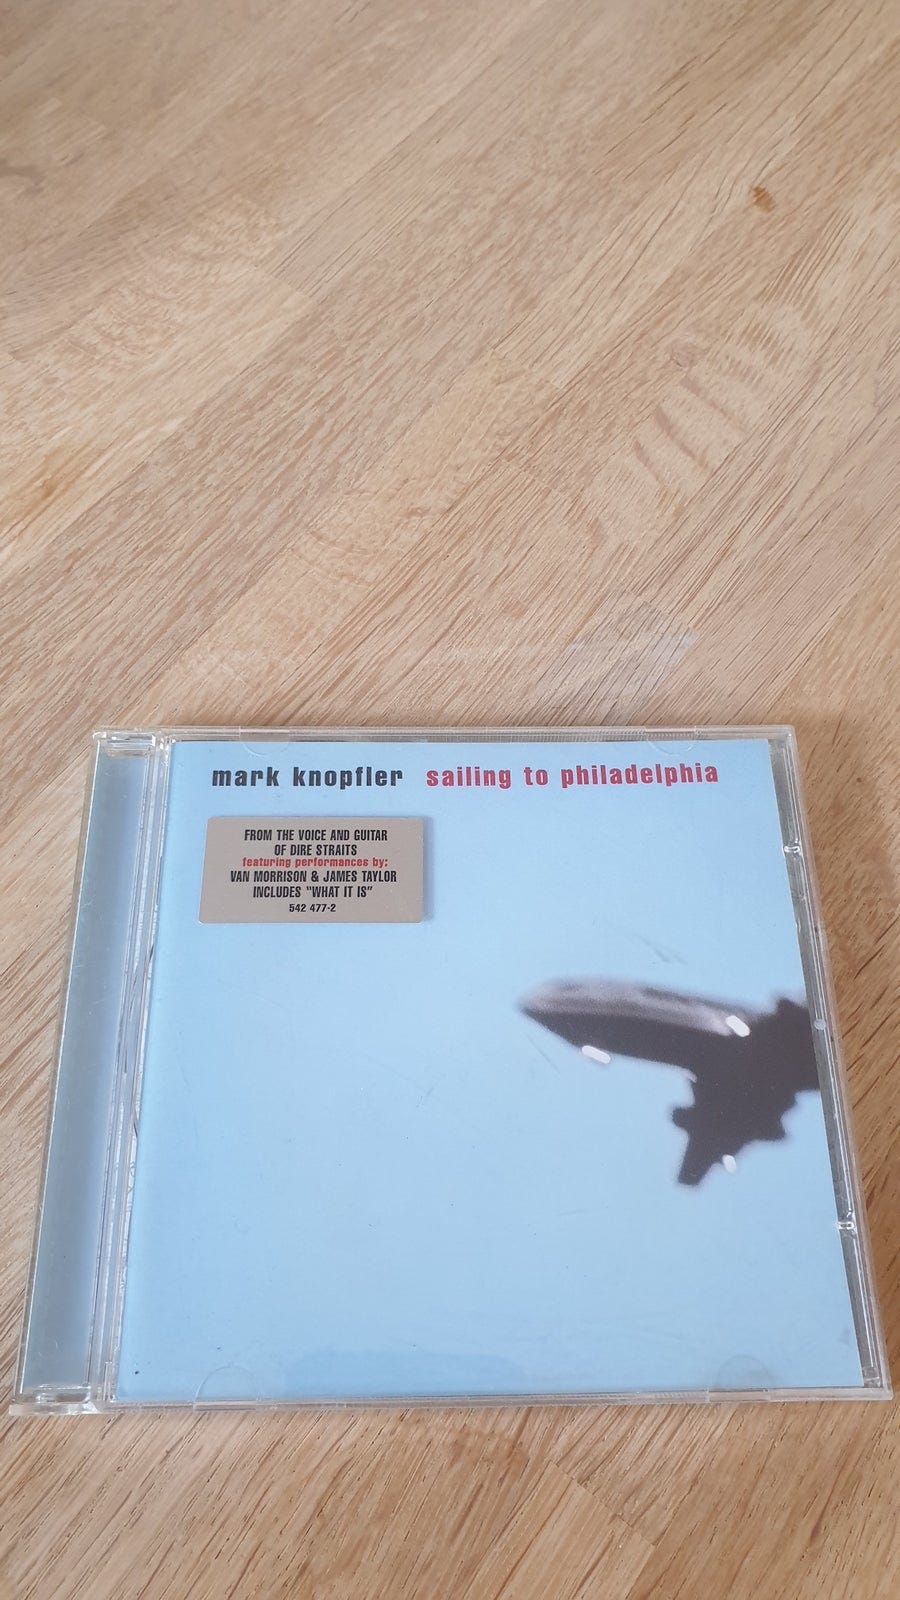 mark knopfler sailing to philadelphia
FROM THE VOICE AND GUITAR
OF DIRE STRAITS
featuring performances by:
VAN MORRISON & JAMES TAYLOR
INCLUDES "WHAT IT IS"
542 477-2